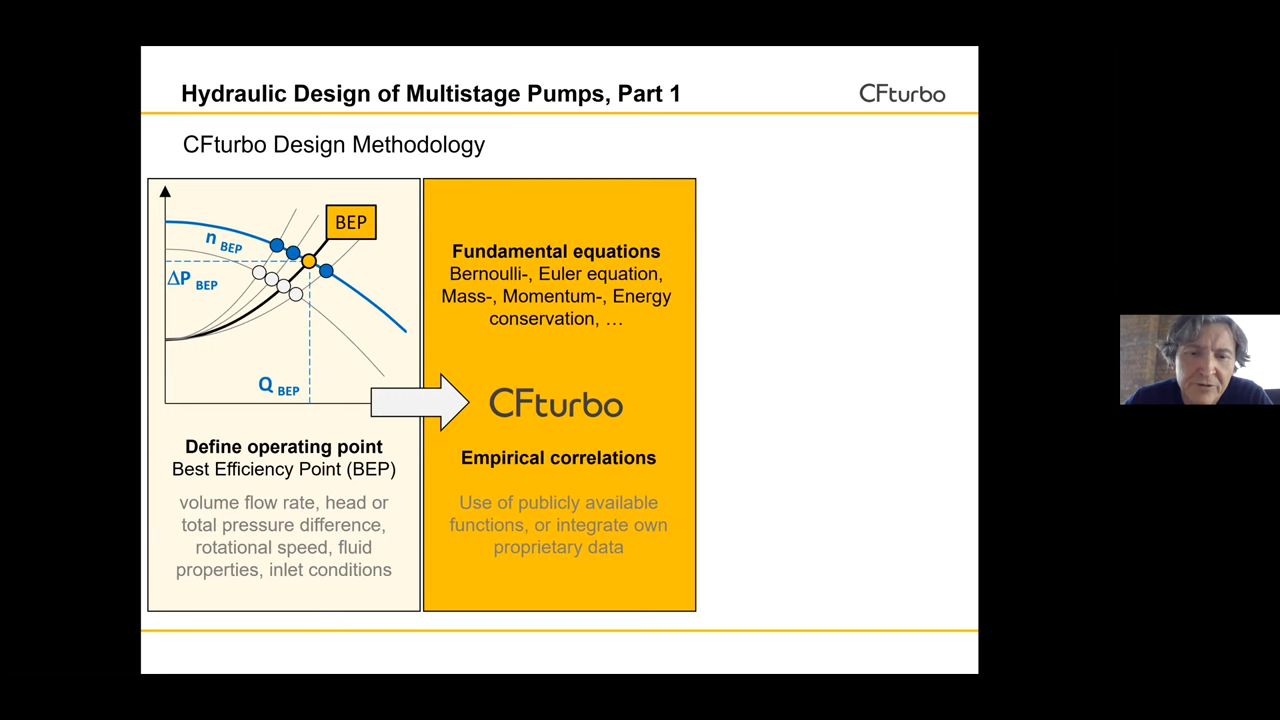 Hydraulic Design of Multistage Pumps, Part 1
CFturbo
CFturbo Design Methodology
BEP
n BEP
ΔP BEP
Q BEP
Define operating point
Best Efficiency Point (BEP)
volume flow rate, head or
total pressure difference,
rotational speed, fluid
properties, inlet conditions
Fundamental equations
Bernoulli-, Euler equation,
Mass-, Momentum-, Energy
conservation, …
CFturbo
Empirical correlations
Use of publicly available
functions, or integrate own
proprietary data